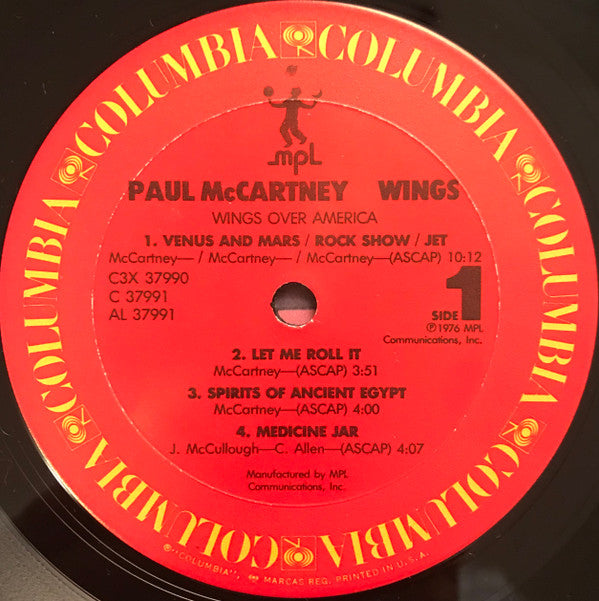 COLUMBIA COLUMBIA COLUMBIA COLUMBIA COLUMBIA COLUMBIA
mpl
PAUL McCARTNEY WINGS
WINGS OVER AMERICA
1. VENUS AND MARS / ROCK SHOW / JET
McCartney— / McCartney— / McCartney—(ASCAP) 10:12
C3X 37990
C 37991
AL 37991
SIDE 1
℗1976 MPL
Communications, Inc.
2. LET ME ROLL IT
McCartney—(ASCAP) 3:51
3. SPIRITS OF ANCIENT EGYPT
McCartney—(ASCAP) 4:00
4. MEDICINE JAR
J. McCullough—C. Allen—(ASCAP) 4:07
Manufactured by MPL
Communications, Inc.
"COLUMBIA", MARCAS REG. PRINTED IN U.S.A.